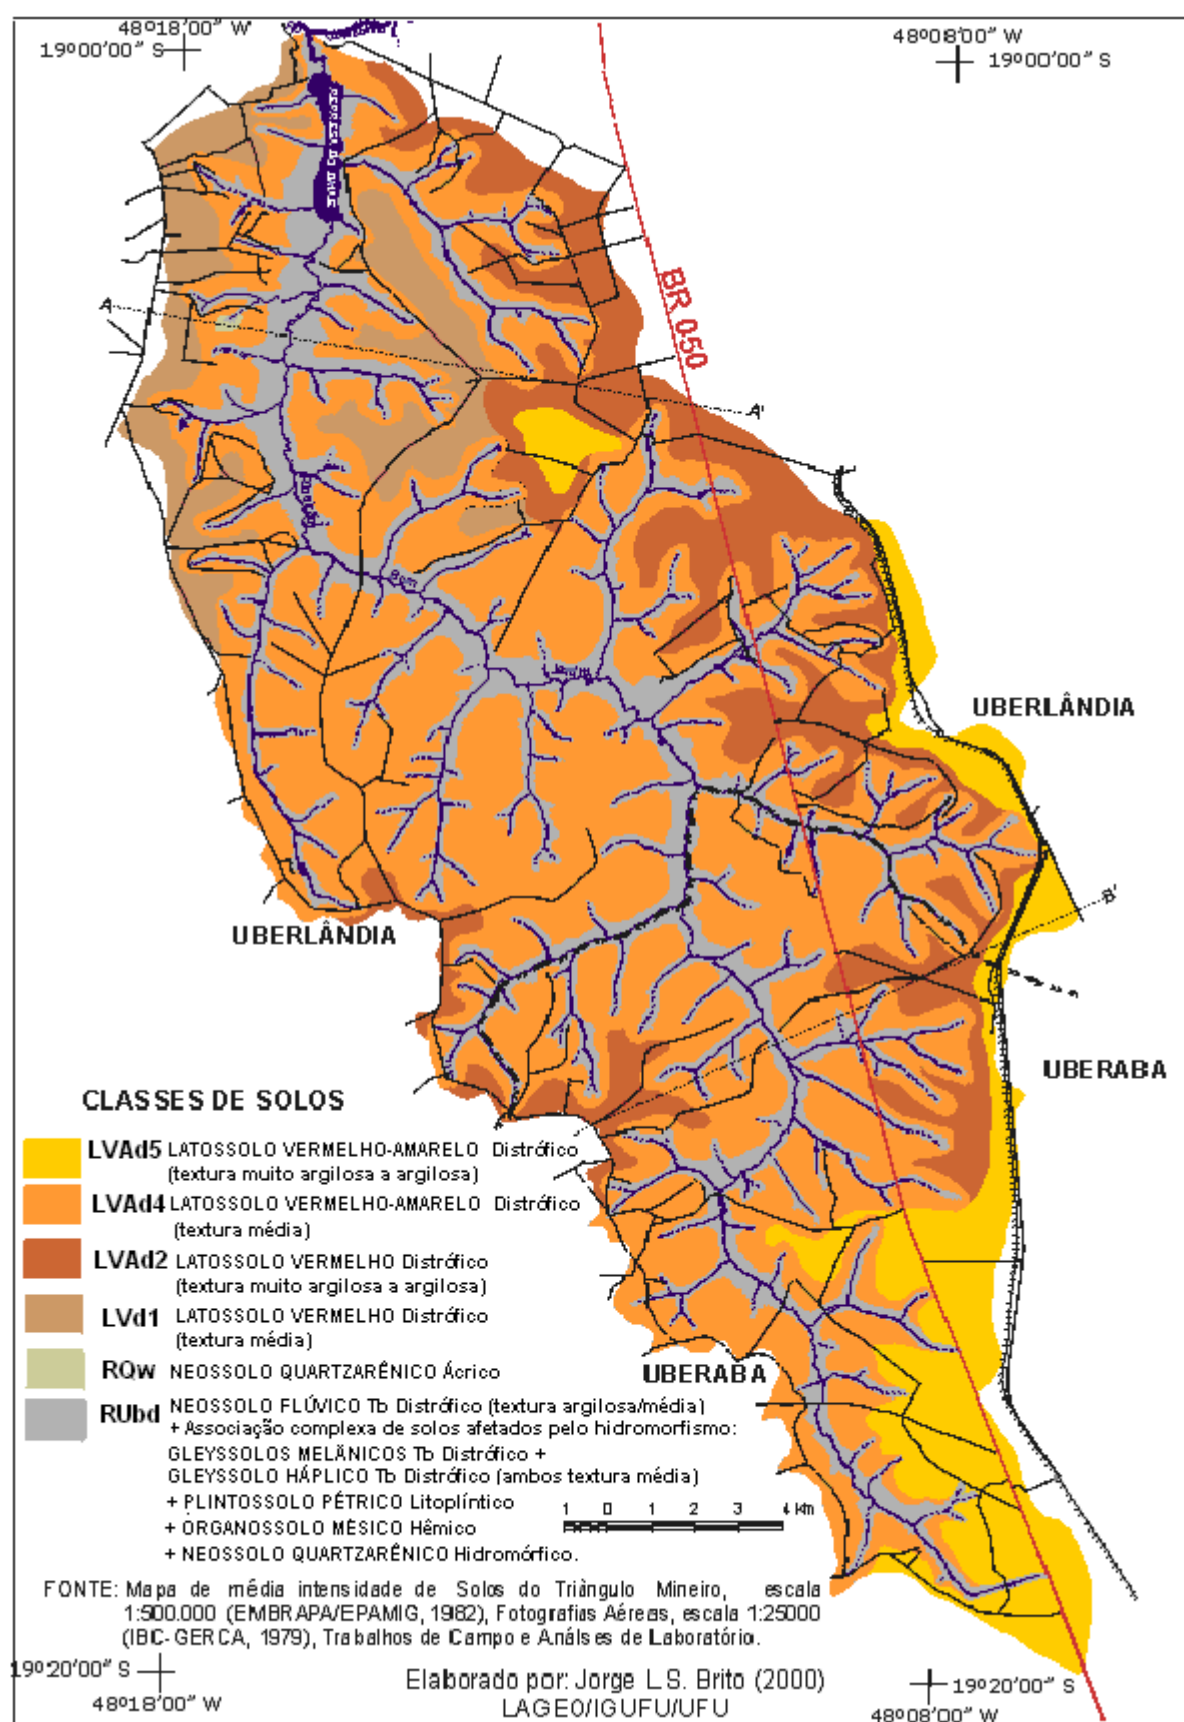 48º18'00" W
19º00'00" S
48º08'00" W
19º00'00" S
REPRESA DO
A
BR 050
A'
Bom
UBERLÂNDIA
B'
UBERLÂNDIA
UBERABA
CLASSES DE SOLOS
LVAd5 LATOSSOLO VERMELHO-AMARELO Distrófico
(textura muito argilosa a argilosa)
LVAd4 LATOSSOLO VERMELHO-AMARELO Distrófico
(textura média)
LVAd2 LATOSSOLO VERMELHO Distrófico
(textura muito argilosa a argilosa)
LVd1 LATOSSOLO VERMELHO Distrófico
(textura média)
UBERABA
RQw NEOSSOLO QUARTZARÊNICO Ácrico
RUbd NEOSSOLO FLÚVICO Tb Distrófico (textura argilosa/média)
+ Associação complexa de solos afetados pelo hidromorfismo:
GLEYSSOLOS MELÂNICOS Tb Distrófico +
GLEYSSOLO HÁPLICO Tb Distrófico (ambos textura média)
+ PLINTOSSOLO PÉTRICO Litoplíntico
+ ORGANOSSOLO MÉSICO Hêmico
+ NEOSSOLO QUARTZARÊNICO Hidromórfico.
1 0 1 2 3 4 Km
FONTE: Mapa de média intensidade de Solos do Triângulo Mineiro, escala
1:500.000 (EMBRAPA/EPAMIG, 1982), Fotografias Aéreas, escala 1:25000
(IBC-GERCA, 1979), Trabalhos de Campo e Análses de Laboratório.
19º20'00" S
48º18'00" W
Elaborado por: Jorge L.S. Brito (2000)
LAGEO/IGUFU/UFU
19º20'00" S
48º08'00" W